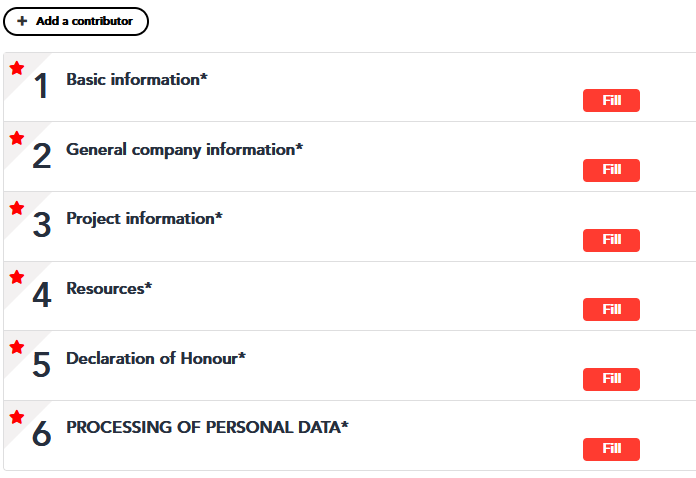 + Add a contributor
1 Basic information*
Fill
2 General company information*
Fill
3 Project information*
Fill
4 Resources*
Fill
5 Declaration of Honour*
Fill
6 PROCESSING OF PERSONAL DATA*
Fill